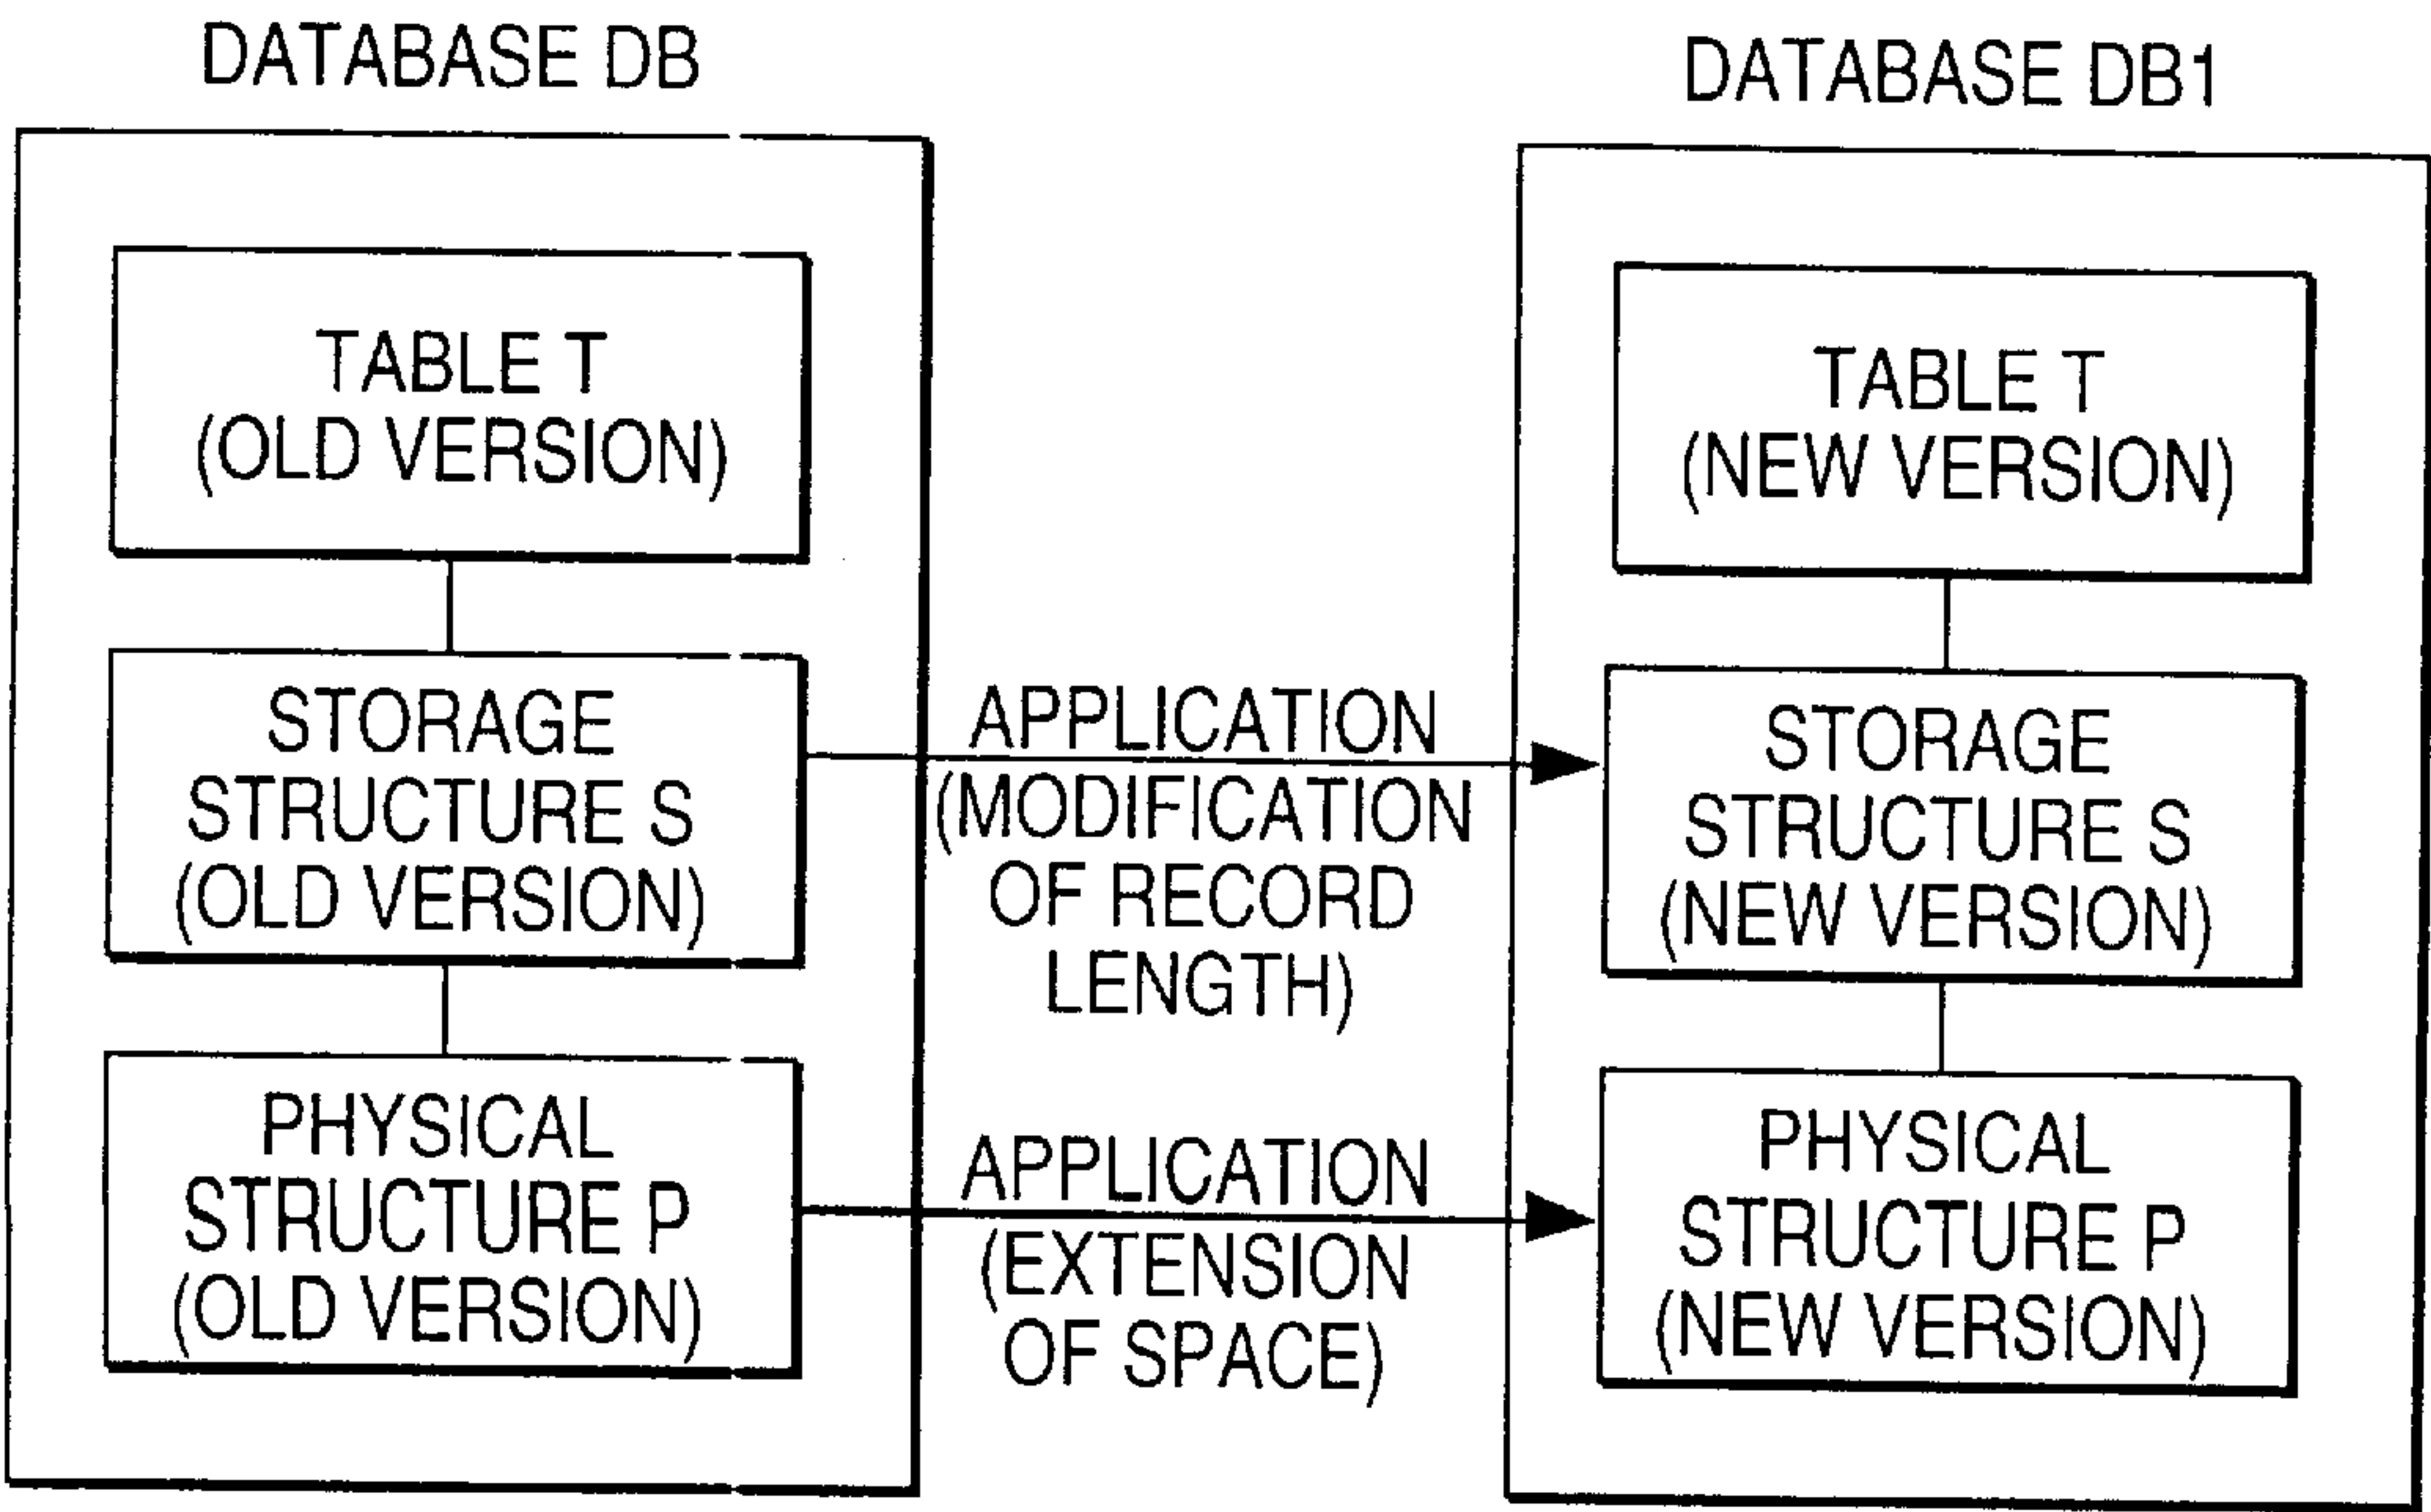 DATABASE DB
TABLE T
(OLD VERSION)
STORAGE
STRUCTURE S
(OLD VERSION)
PHYSICAL
STRUCTURE P
(OLD VERSION)
APPLICATION
(MODIFICATION
OF RECORD
LENGTH)
APPLICATION
(EXTENSION
OF SPACE)
DATABASE DB1
TABLE T
(NEW VERSION)
STORAGE
STRUCTURE S
(NEW VERSION)
PHYSICAL
STRUCTURE P
(NEW VERSION)